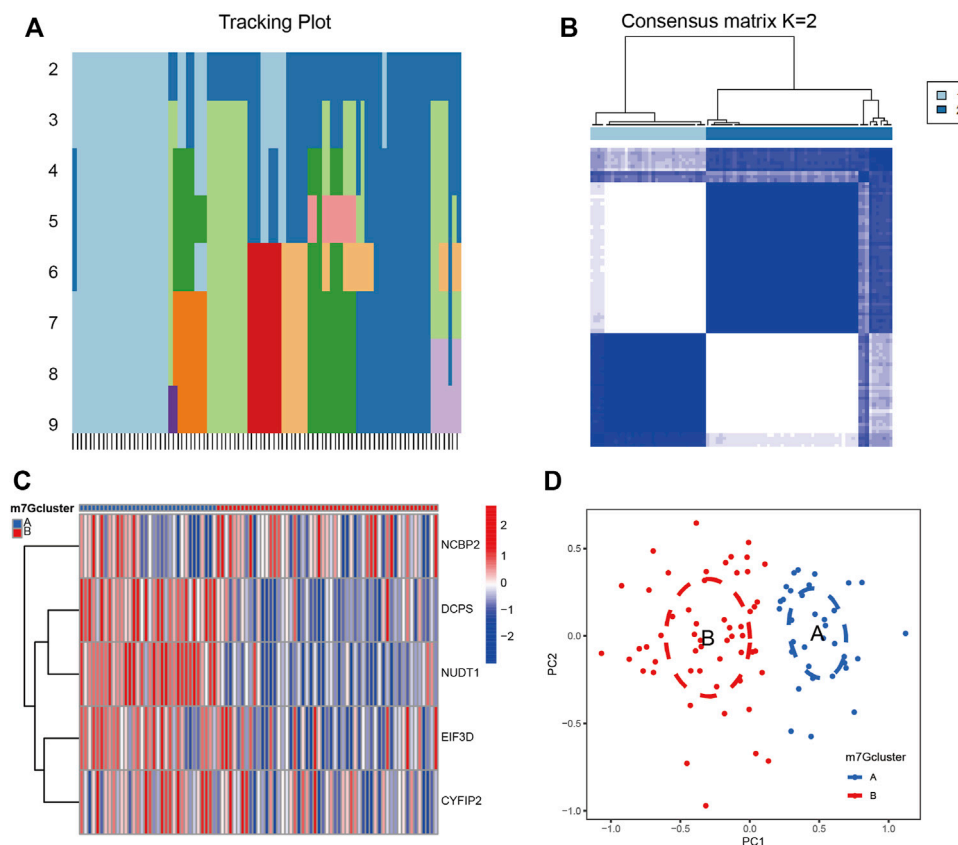 A
Tracking Plot
2
3
4
5
6
7
8
9
B
Consensus matrix K=2
C
m7Gcluster
A
B
2
1
0
−1
−2
NCBP2
DCPS
NUDT1
EIF3D
CYFIP2
D
PC2
0.5
0.0
−0.5
−1.0
B
A
m7Gcluster
A
B
−1.0
−0.5
0.0
0.5
1.0
PC1